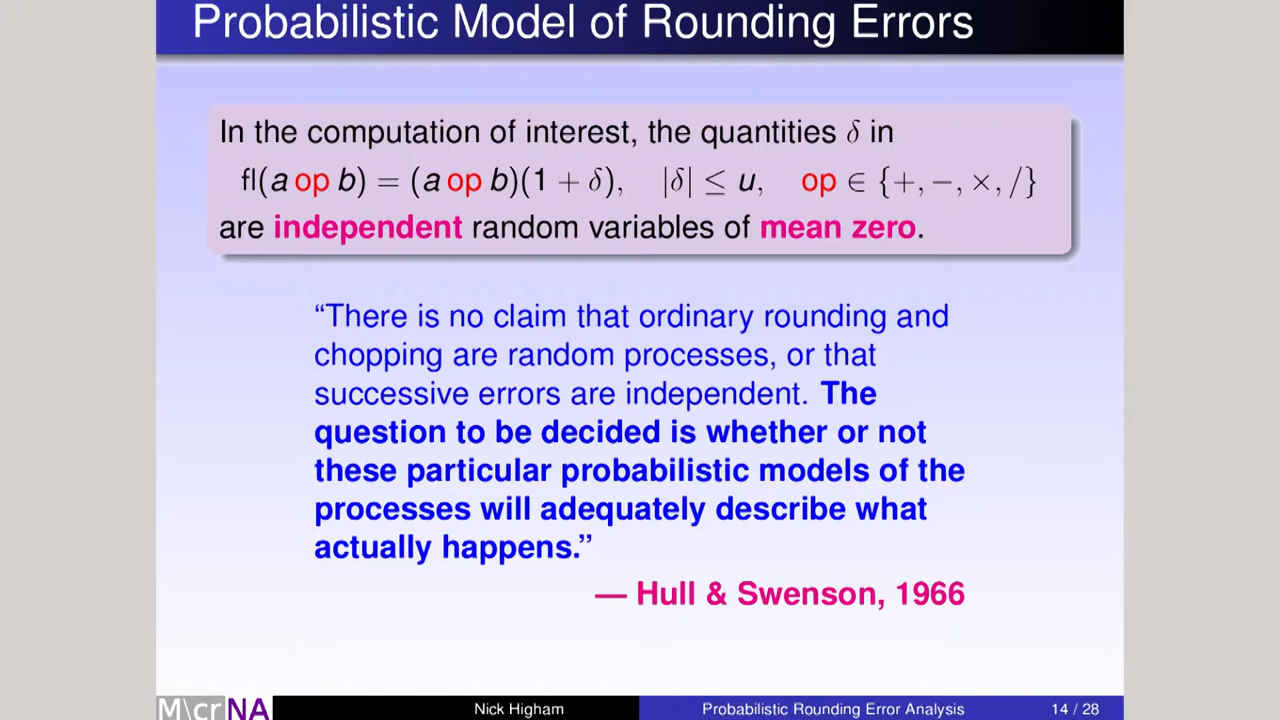 Probabilistic Model of Rounding Errors
In the computation of interest, the quantities δ in
fl(a op b) = (a op b)(1 + δ), |δ| ≤ u, op ∈ {+, −, ×, /}
are independent random variables of mean zero.
“There is no claim that ordinary rounding and
chopping are random processes, or that
successive errors are independent. The
question to be decided is whether or not
these particular probabilistic models of the
processes will adequately describe what
actually happens.”
— Hull & Swenson, 1966
M\crNA Nick Higham Probabilistic Rounding Error Analysis 14 / 28